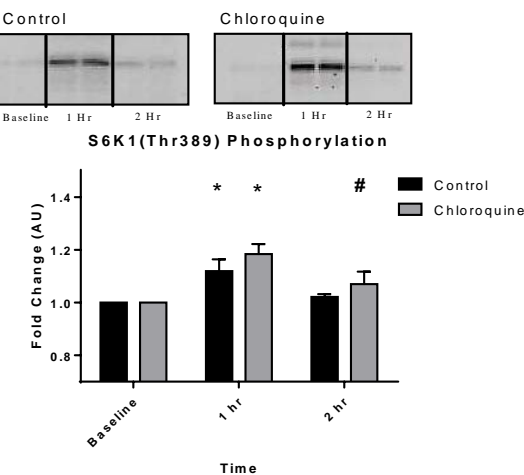 Control
Chloroquine
Baseline 1 Hr 2 Hr
Baseline 1 Hr 2 Hr
S6K1(Thr389) Phosphorylation
Fold Change (AU)
1.4
1.2
1.0
0.8
* * #
Control
Chloroquine
Baseline
1 hr
2 hr
Time